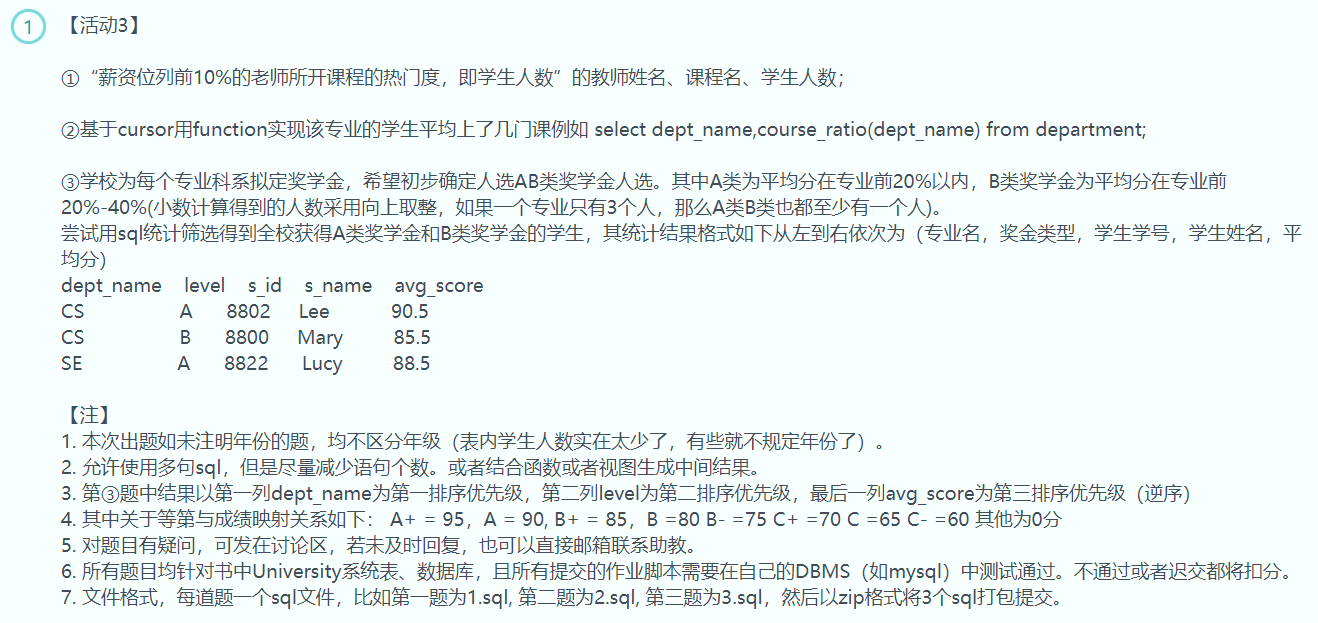 1 【活动3】
①“薪资位列前10%的老师所开课程的热门度，即学生人数”的教师姓名、课程名、学生人数；
②基于cursor用function实现该专业的学生平均上了几门课例如 select dept_name,course_ratio(dept_name) from department;
③学校为每个专业科系拟定奖学金，希望初步确定人选AB类奖学金人选。其中A类为平均分在专业前20%以内，B类奖学金为平均分在专业前
20%-40%(小数计算得到的人数采用向上取整，如果一个专业只有3个人，那么A类B类也都至少有一个人)。
尝试用sql统计筛选得到全校获得A类奖学金和B类奖学金的学生，其统计结果格式如下从左到右依次为（专业名，奖金类型，学生学号，学生姓名，平
均分）
dept_name level s_id s_name avg_score
CS A 8802 Lee 90.5
CS B 8800 Mary 85.5
SE A 8822 Lucy 88.5
【注】
1. 本次出题如未注明年份的题，均不区分年级（表内学生人数实在太少了，有些就不规定年份了）。
2. 允许使用多句sql，但是尽量减少语句个数。或者结合函数或者视图生成中间结果。
3. 第③题中结果以第一列dept_name为第一排序优先级，第二列level为第二排序优先级，最后一列avg_score为第三排序优先级（逆序）
4. 其中关于等第与成绩映射关系如下： A+ = 95，A = 90, B+ = 85，B =80 B- =75 C+ =70 C =65 C- =60 其他为0分
5. 对题目有疑问，可发在讨论区，若未及时回复，也可以直接邮箱联系助教。
6. 所有题目均针对书中University系统表、数据库，且所有提交的作业脚本需要在自己的DBMS（如mysql）中测试通过。不通过或者迟交都将扣分。
7. 文件格式，每道题一个sql文件，比如第一题为1.sql, 第二题为2.sql, 第三题为3.sql，然后以zip格式将3个sql打包提交。